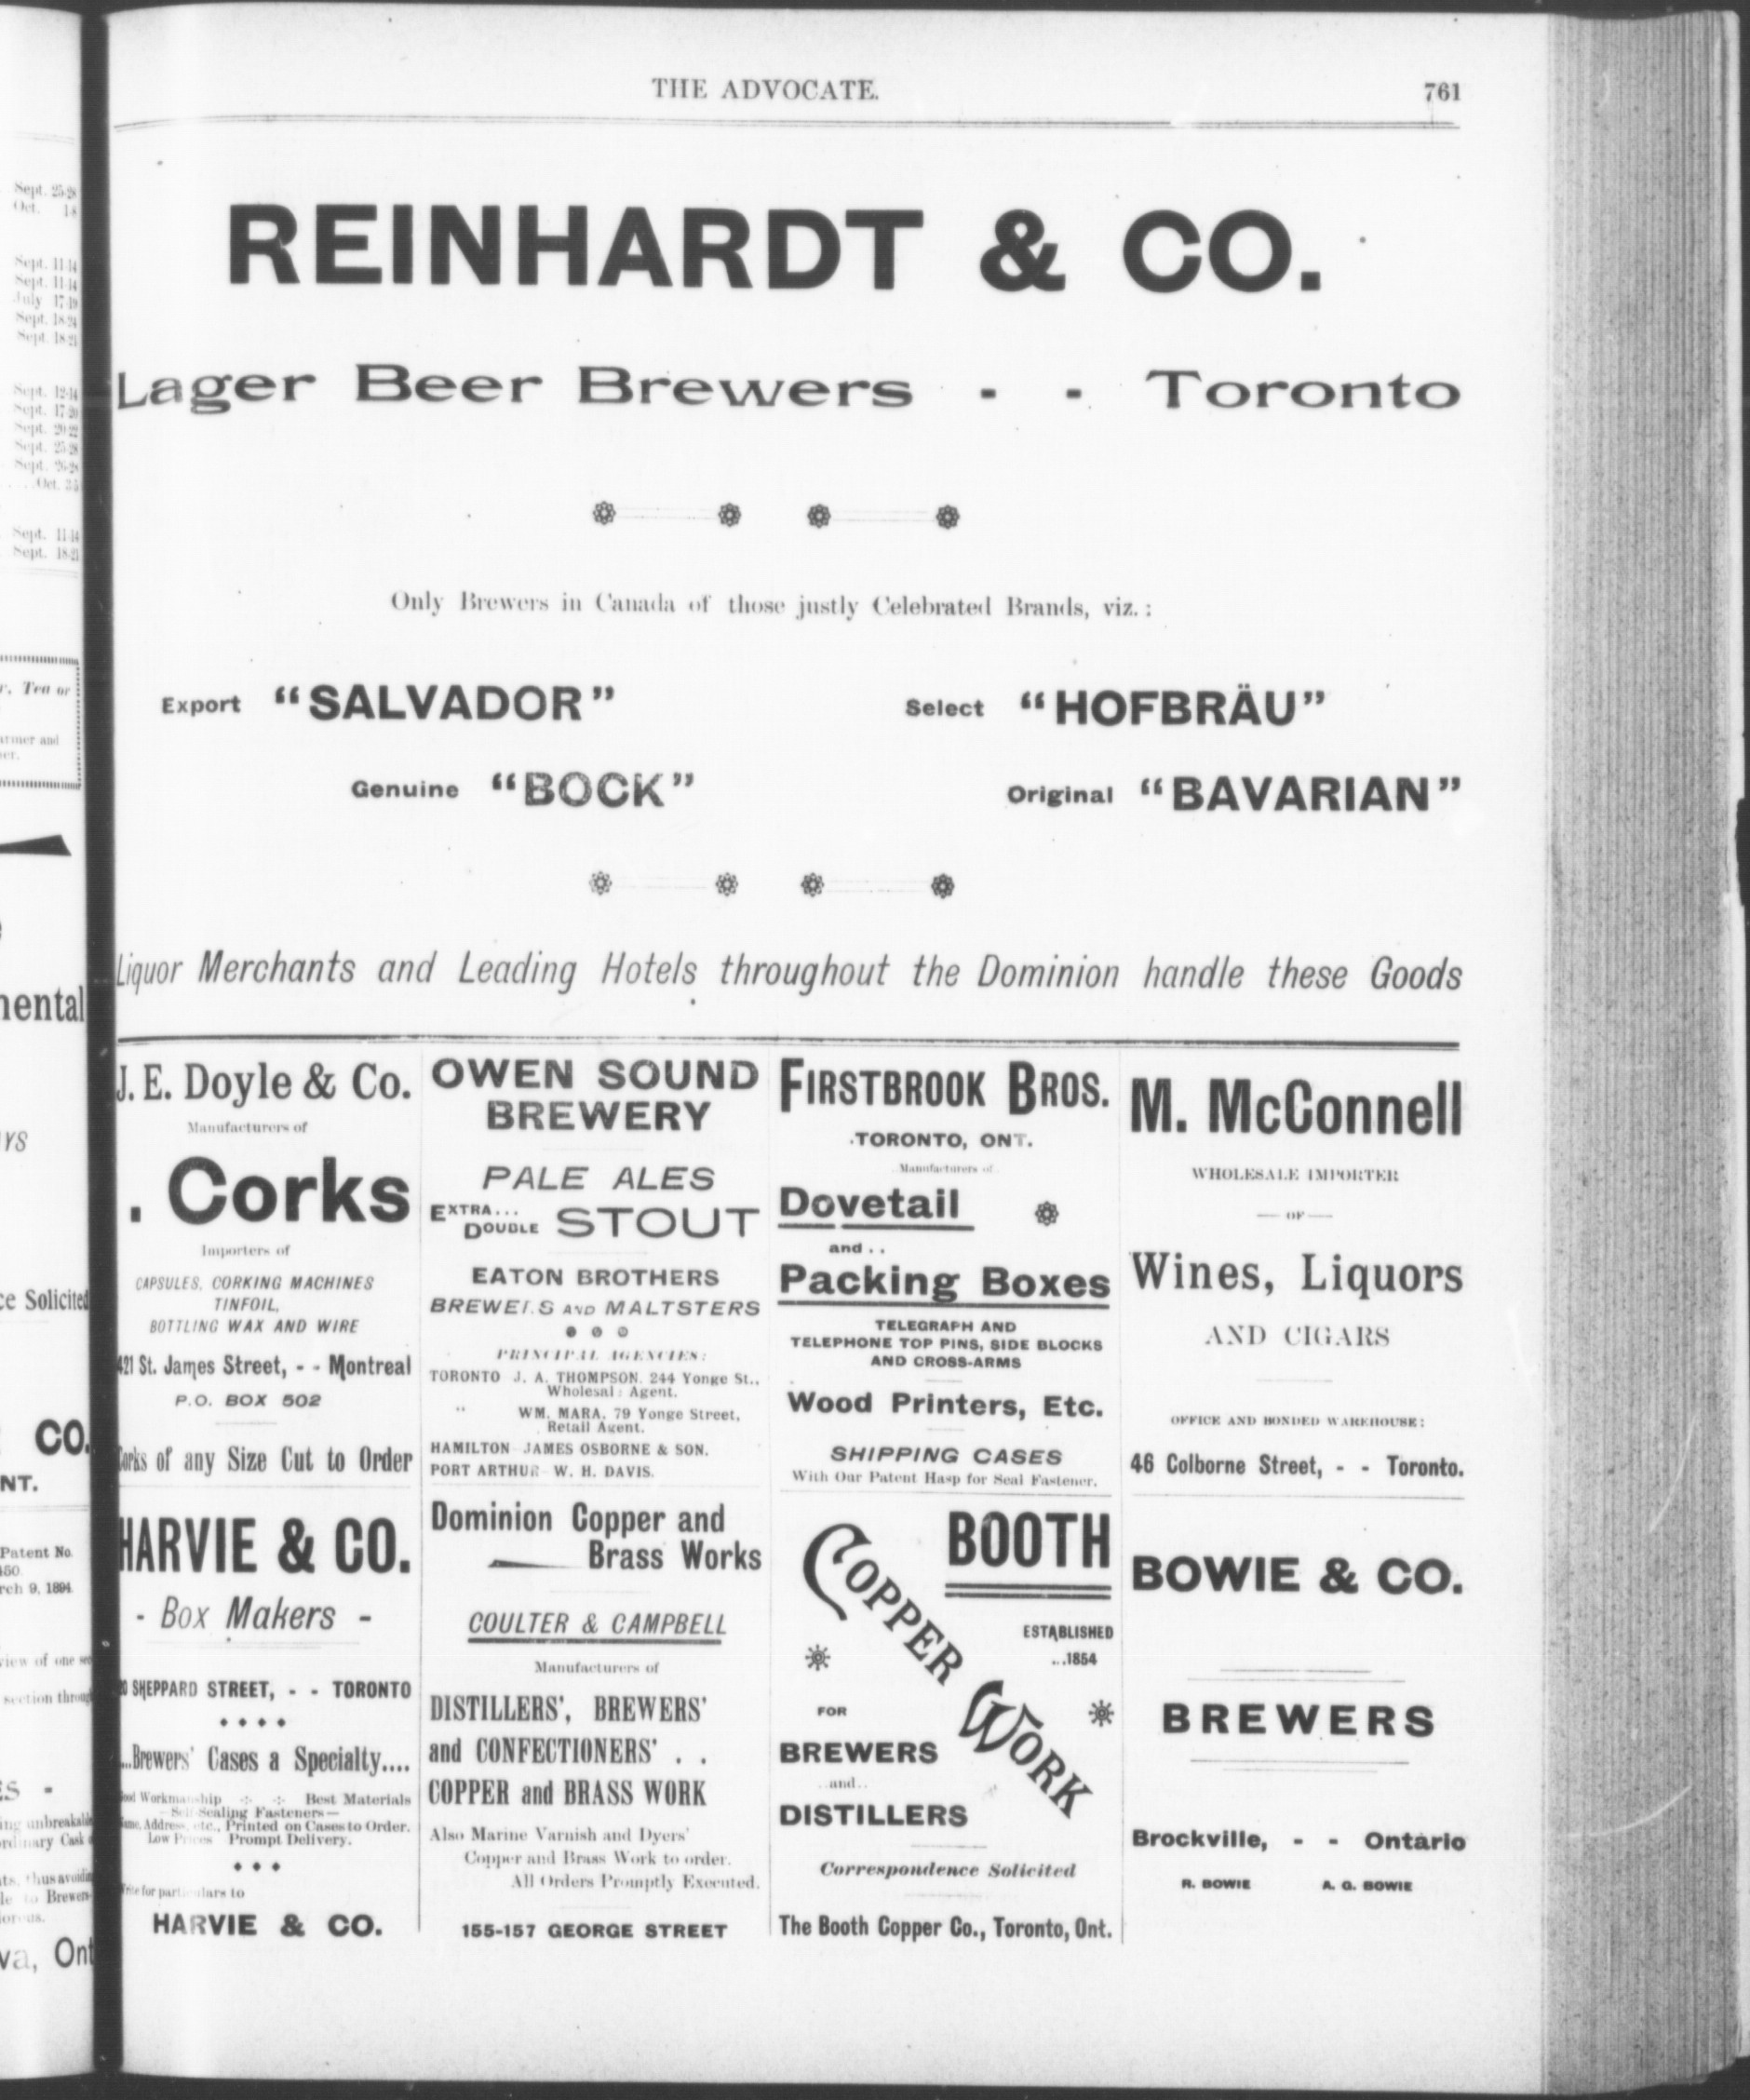 THE ADVOCATE.
761
REINHARDT & CO.
Lager Beer Brewers - - Toronto
Only Brewers in Canada of those justly Celebrated Brands, viz.:
Export "SALVADOR"
Select "HOFBRÄU"
Genuine "BOCK"
Original "BAVARIAN"
Liquor Merchants and Leading Hotels throughout the Dominion handle these Goods
J. E. Doyle & Co.
Manufacturers of
. Corks
Importers of
CAPSULES, CORKING MACHINES
TINFOIL,
BOTTLING WAX AND WIRE
421 St. James Street, - - Montreal
P.O. BOX 502
Corks of any Size Cut to Order
OWEN SOUND
BREWERY
PALE ALES
EXTRA...
DOUBLE STOUT
EATON BROTHERS
BREWERS AND MALTSTERS
PRINCIPAL AGENCIES:
TORONTO J. A. THOMPSON, 244 Yonge St.,
Wholesale Agent.
" WM. MARA, 79 Yonge Street,
Retail Agent.
HAMILTON JAMES OSBORNE & SON.
PORT ARTHUR W. H. DAVIS.
FIRSTBROOK BROS.
TORONTO, ONT.
Manufacturers of
Dovetail
and..
Packing Boxes
TELEGRAPH AND
TELEPHONE TOP PINS, SIDE BLOCKS
AND CROSS-ARMS
Wood Printers, Etc.
SHIPPING CASES
With Our Patent Hasp for Seal Fastener.
M. McConnell
WHOLESALE IMPORTER
— OF —
Wines, Liquors
AND CIGARS
OFFICE AND BONDED WAREHOUSE:
46 Colborne Street, - - Toronto.
HARVIE & CO.
- Box Makers -
SHEPPARD STREET, - - TORONTO
...Brewers' Cases a Specialty....
Good Workmanship Best Materials
—Self-Sealing Fasteners—
Name, Address, etc., Printed on Cases to Order.
Low Prices Prompt Delivery.
Write for particulars to
HARVIE & CO.
Dominion Copper and
Brass Works
COULTER & CAMPBELL
Manufacturers of
DISTILLERS', BREWERS'
and CONFECTIONERS' . .
COPPER and BRASS WORK
Also Marine Varnish and Dyers'
Copper and Brass Work to order.
All Orders Promptly Executed.
155-157 GEORGE STREET
BOOTH
COPPER WORK
ESTABLISHED
...1854
FOR
BREWERS
..and..
DISTILLERS
Correspondence Solicited
The Booth Copper Co., Toronto, Ont.
BOWIE & CO.
BREWERS
Brockville, - - Ontario
R. BOWIE A. G. BOWIE